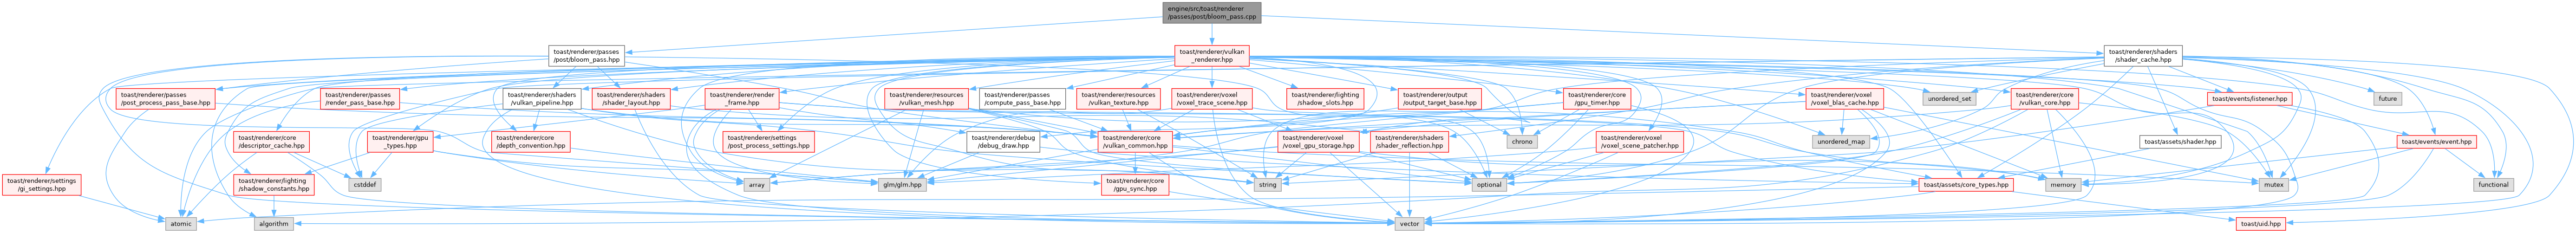 engine/src/toast/renderer
/passes/post/bloom_pass.cpp
toast/renderer/passes
/post/bloom_pass.hpp
toast/renderer/vulkan
_renderer.hpp
toast/renderer/shaders
/shader_cache.hpp
toast/renderer/passes
/post_process_pass_base.hpp
toast/renderer/passes
/render_pass_base.hpp
toast/renderer/shaders
/vulkan_pipeline.hpp
toast/renderer/shaders
/shader_layout.hpp
toast/renderer/render
_frame.hpp
toast/renderer/resources
/vulkan_mesh.hpp
toast/renderer/passes
/compute_pass_base.hpp
toast/renderer/resources
/vulkan_texture.hpp
toast/renderer/voxel
/voxel_trace_scene.hpp
toast/renderer/lighting
/shadow_slots.hpp
toast/renderer/output
/output_target_base.hpp
toast/renderer/core
/gpu_timer.hpp
toast/renderer/voxel
/voxel_blas_cache.hpp
unordered_set
toast/renderer/core
/vulkan_core.hpp
toast/events/listener.hpp
future
toast/renderer/core
/descriptor_cache.hpp
toast/renderer/gpu
_types.hpp
toast/renderer/core
/depth_convention.hpp
toast/renderer/settings
/post_process_settings.hpp
toast/renderer/debug
/debug_draw.hpp
toast/renderer/core
/vulkan_common.hpp
toast/renderer/voxel
/voxel_gpu_storage.hpp
toast/renderer/shaders
/shader_reflection.hpp
chrono
toast/renderer/voxel
/voxel_scene_patcher.hpp
unordered_map
toast/assets/shader.hpp
toast/events/event.hpp
toast/renderer/settings
/gi_settings.hpp
toast/renderer/lighting
/shadow_constants.hpp
cstddef
array
glm/glm.hpp
toast/renderer/core
/gpu_sync.hpp
string
optional
toast/assets/core_types.hpp
memory
mutex
functional
atomic
algorithm
vector
toast/uid.hpp